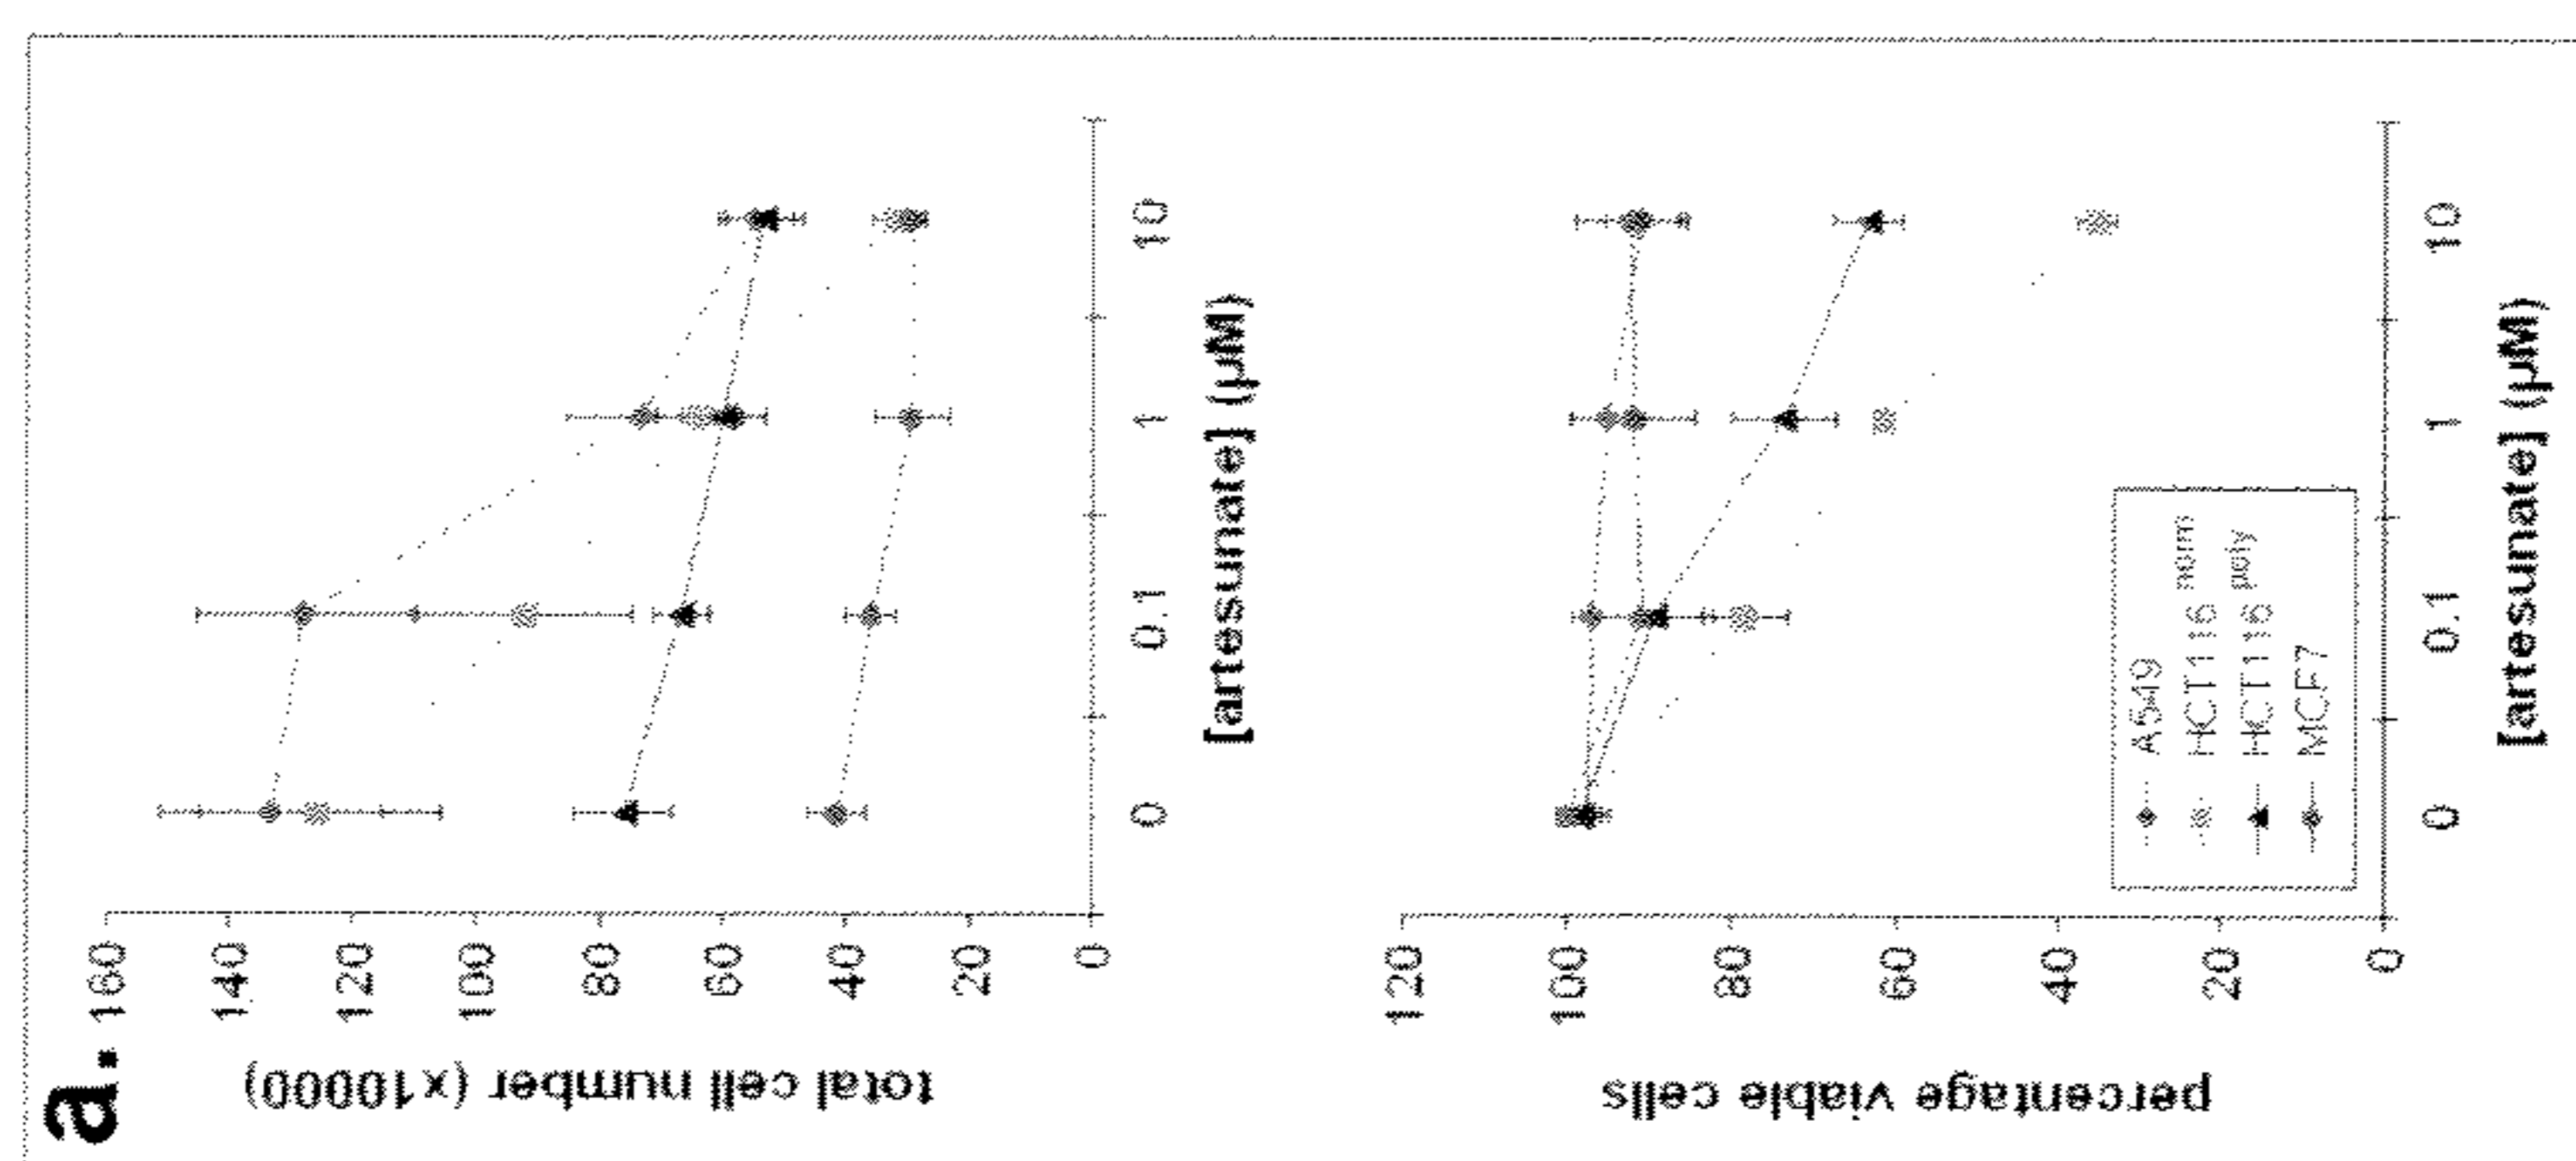 a.
total cell number (x10000)
160
140
120
100
80
60
40
20
0
0
0.1
1
10
[artesunate] (µM)
percentage viable cells
120
100
80
60
40
20
0
A549
HCT116 norm
HCT116 poly
MCF7
0
0.1
1
10
[artesunate] (µM)